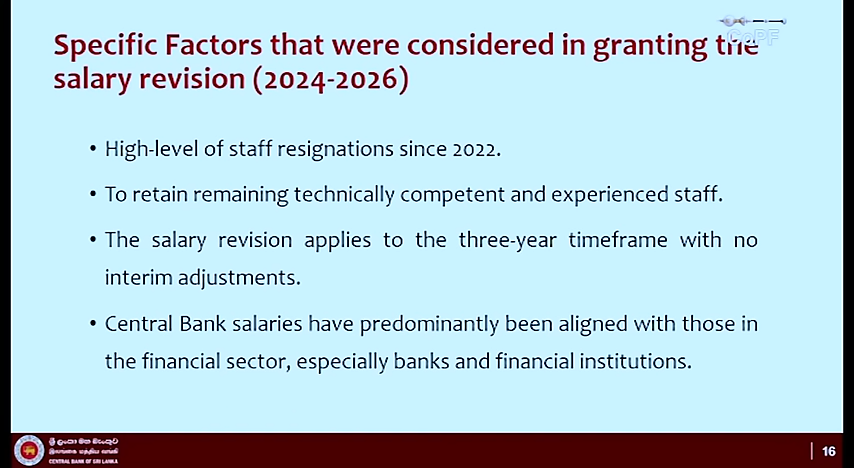 CoPF
Specific Factors that were considered in granting the
salary revision (2024-2026)
• High-level of staff resignations since 2022.
• To retain remaining technically competent and experienced staff.
• The salary revision applies to the three-year timeframe with no
interim adjustments.
• Central Bank salaries have predominantly been aligned with those in
the financial sector, especially banks and financial institutions.
ශ්‍රී ලංකා මහ බැංකුව
இலங்கை மத்திய வங்கி
CENTRAL BANK OF SRI LANKA
16